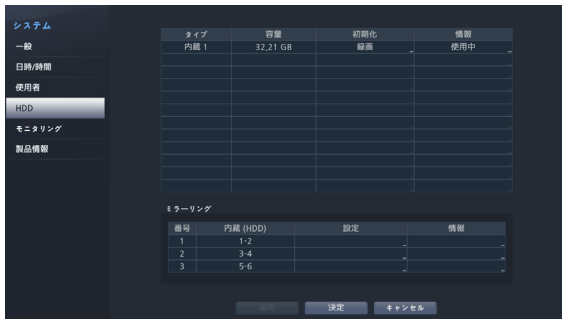 システム
一般
日時/時間
使用者
HDD
モニタリング
製品情報
タイプ 容量 初期化 情報
内蔵 1 32,21 GB 録画 使用中
ミラーリング
番号 内蔵 (HDD) 設定 情報
1 1-2
2 3-4
3 5-6
決定 キャンセル